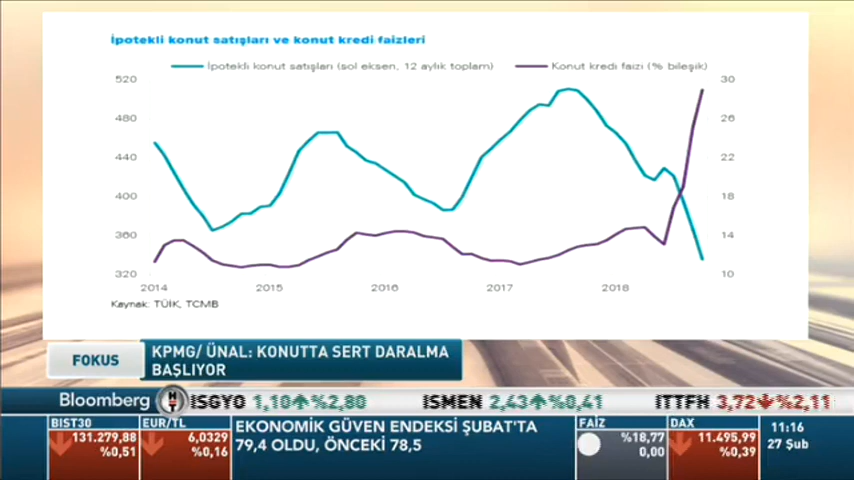 İpotekli konut satışları ve konut kredi faizleri
İpotekli konut satışları (sol eksen, 12 aylık toplam)
Konut kredi faizi (% bileşik)
520
480
440
400
360
320
30
26
22
18
14
10
2014
2015
2016
2017
2018
Kaynak: TÜİK, TCMB
FOKUS
KPMG/ ÜNAL: KONUTTA SERT DARALMA
BAŞLIYOR
Bloomberg HT
ISGYO 1,10 %2,80 ISMEN 2,43 %0,41 ITTFH 3,72 %2,11
BIST30
131.279,88
%0,51
EUR/TL
6,0329
%0,16
EKONOMİK GÜVEN ENDEKSİ ŞUBAT'TA
79,4 OLDU, ÖNCEKİ 78,5
FAİZ
%18,77
0,00
DAX
11.495,99
%0,39
11:16
27 Şub